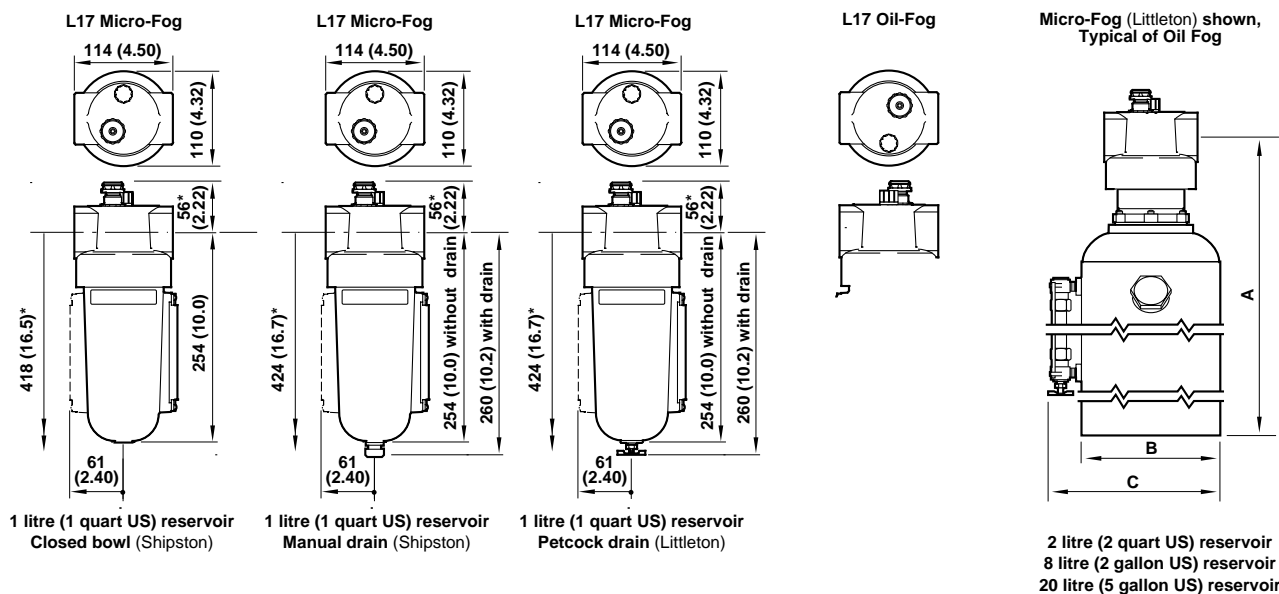 L17 Micro-Fog
114 (4.50)
110 (4.32)
56*
(2.22)
418 (16.5)*
254 (10.0)
61
(2.40)
1 litre (1 quart US) reservoir
Closed bowl (Shipston)
L17 Micro-Fog
114 (4.50)
110 (4.32)
56*
(2.22)
424 (16.7)*
254 (10.0) without drain
260 (10.2) with drain
61
(2.40)
1 litre (1 quart US) reservoir
Manual drain (Shipston)
L17 Micro-Fog
114 (4.50)
110 (4.32)
56*
(2.22)
424 (16.7)*
254 (10.0) without drain
260 (10.2) with drain
61
(2.40)
1 litre (1 quart US) reservoir
Petcock drain (Littleton)
L17 Oil-Fog
Micro-Fog (Littleton) shown,
Typical of Oil Fog
A
B
C
2 litre (2 quart US) reservoir
8 litre (2 gallon US) reservoir
20 litre (5 gallon US) reservoir